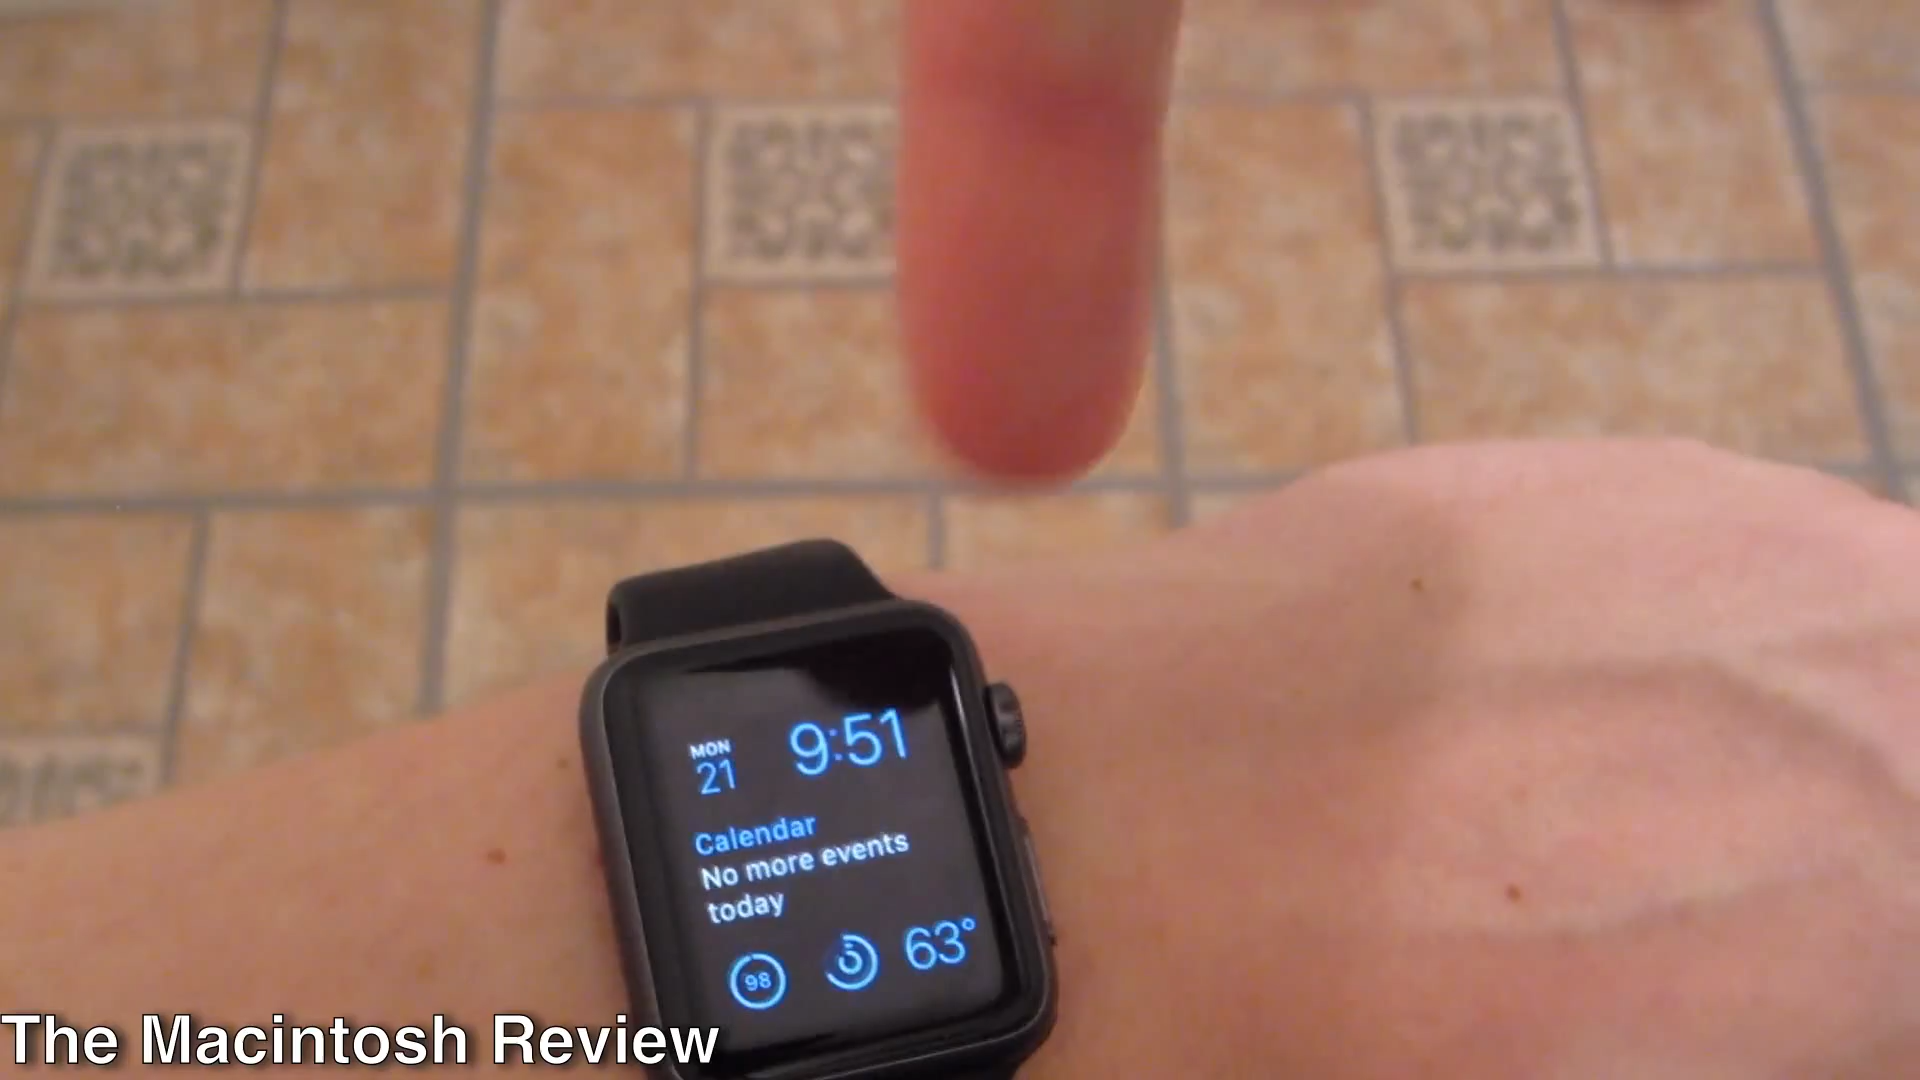 MON
9:51
21
Calendar
No more events
today
98
63°
The Macintosh Review